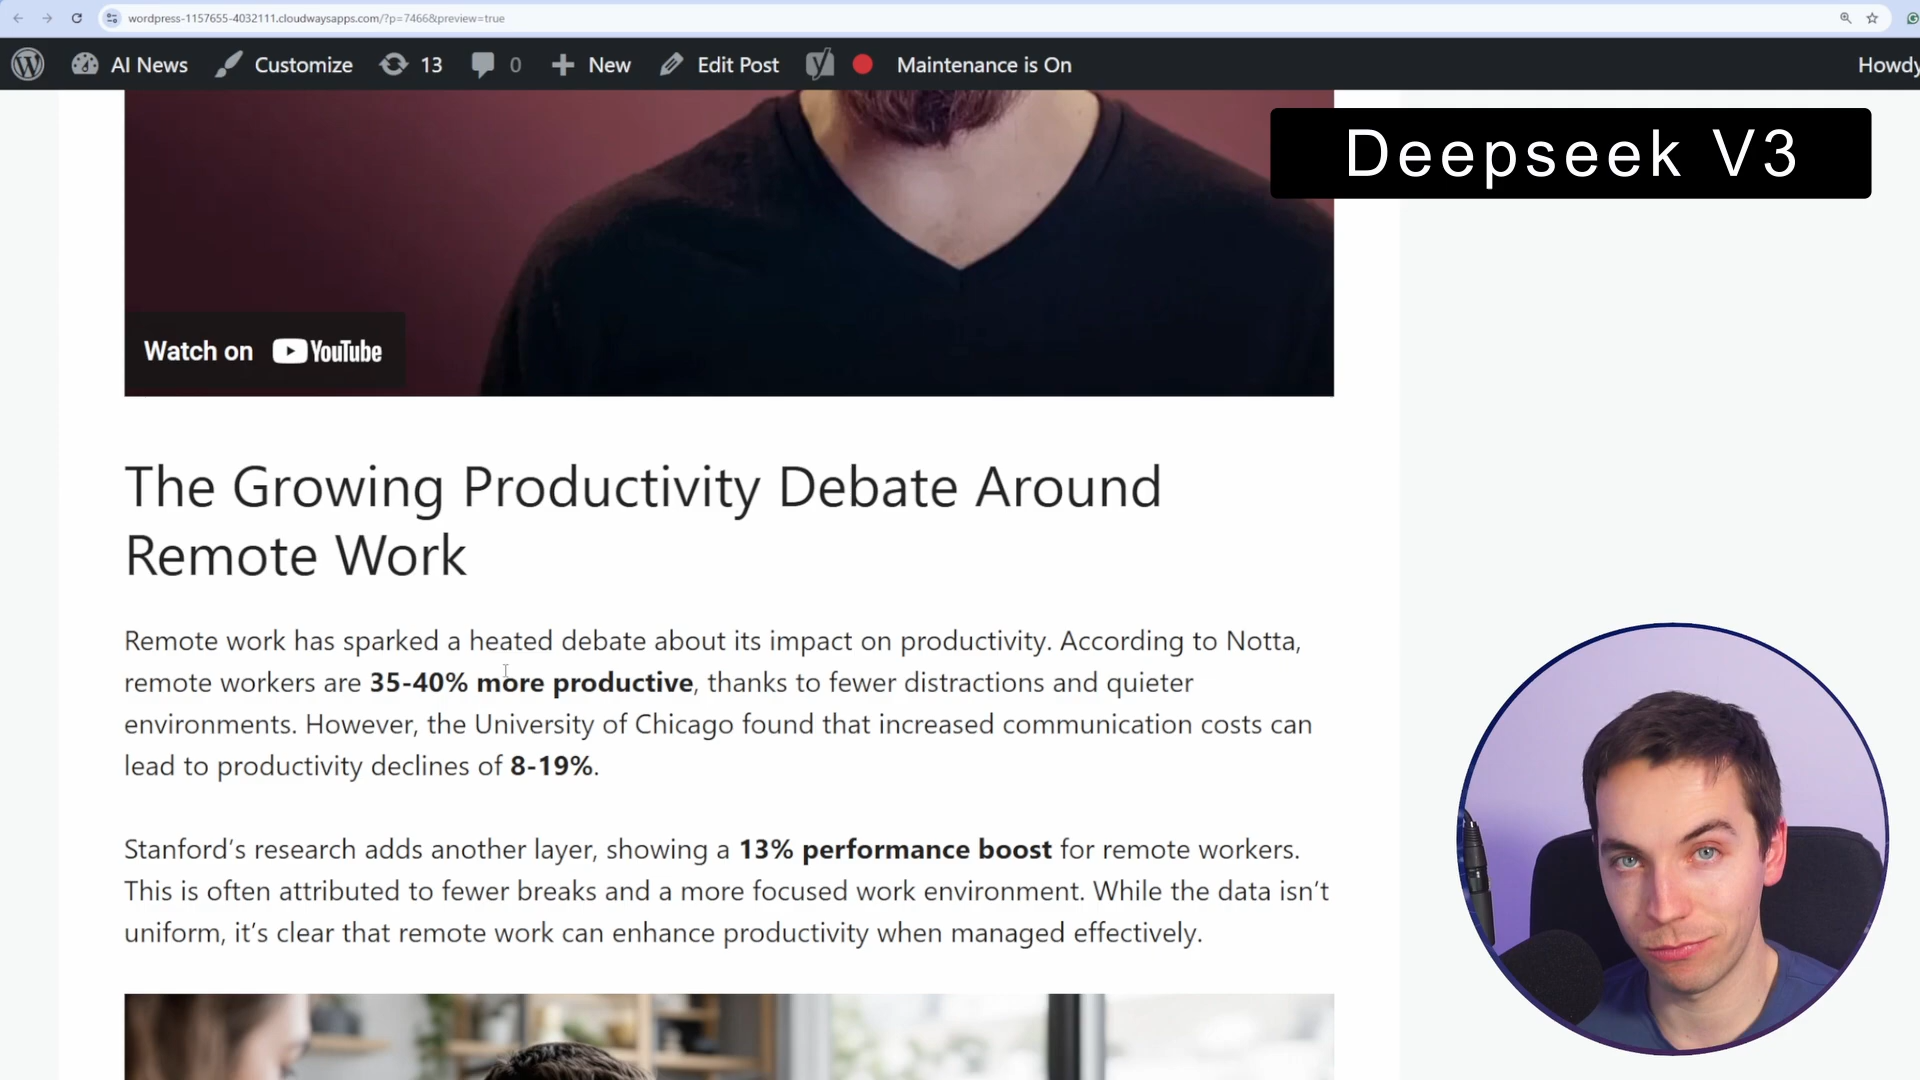 wordpress-1157655-4032111.cloudwaysapps.com/?p=7466&preview=true
AI News Customize 13 0 New Edit Post Maintenance is On Howdy
Deepseek V3
Watch on YouTube
The Growing Productivity Debate Around
Remote Work
Remote work has sparked a heated debate about its impact on productivity. According to Notta,
remote workers are 35-40% more productive, thanks to fewer distractions and quieter
environments. However, the University of Chicago found that increased communication costs can
lead to productivity declines of 8-19%.
Stanford’s research adds another layer, showing a 13% performance boost for remote workers.
This is often attributed to fewer breaks and a more focused work environment. While the data isn’t
uniform, it’s clear that remote work can enhance productivity when managed effectively.